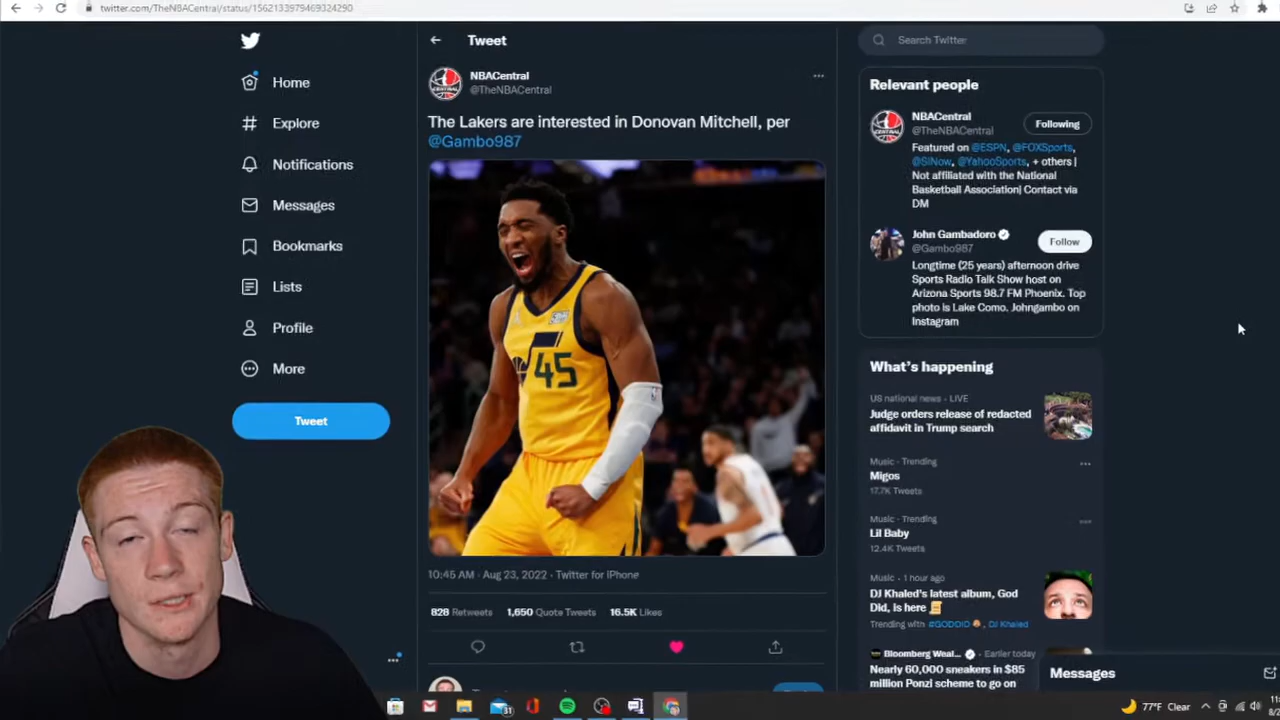 twitter.com/TheNBACentral/status/1562133979469324290
Home
Explore
Notifications
Messages
Bookmarks
Lists
Profile
More
Tweet
Tweet
NBACentral
@TheNBACentral
The Lakers are interested in Donovan Mitchell, per
@Gambo987
45
10:45 AM · Aug 23, 2022 · Twitter for iPhone
828 Retweets 1,650 Quote Tweets 16.5K Likes
Search Twitter
Relevant people
NBACentral
@TheNBACentral
Following
Featured on @ESPN, @FOXSports,
@SINow, @YahooSports, + others |
Not affiliated with the National
Basketball Association| Contact via
DM
John Gambadoro
@Gambo987
Follow
Longtime (25 years) afternoon drive
Sports Radio Talk Show host on
Arizona Sports 98.7 FM Phoenix. Top
photo is Lake Como. Johngambo on
Instagram
What's happening
US national news · LIVE
Judge orders release of redacted
affidavit in Trump search
Music · Trending
Migos
17.7K Tweets
Music · Trending
Lil Baby
12.4K Tweets
Music · 1 hour ago
DJ Khaled's latest album, God
Did, is here
Trending with #GODDID, DJ Khaled
Bloomberg Weal... · Earlier today
Nearly 60,000 sneakers in $85
million Ponzi scheme to go on
Messages
31
77°F Clear